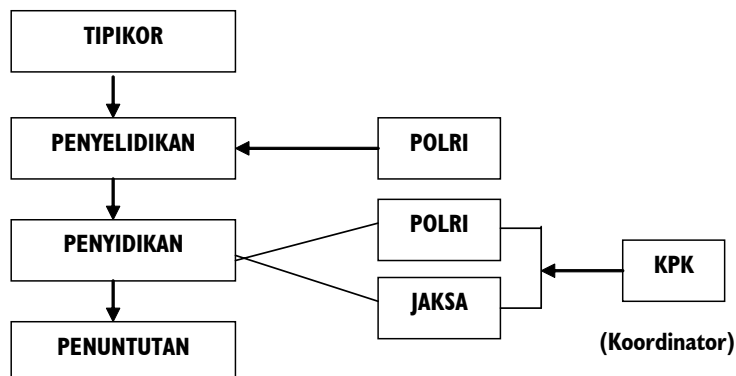 TIPIKOR
PENYELIDIKAN
POLRI
PENYIDIKAN
POLRI
JAKSA
KPK
(Koordinator)
PENUNTUTAN